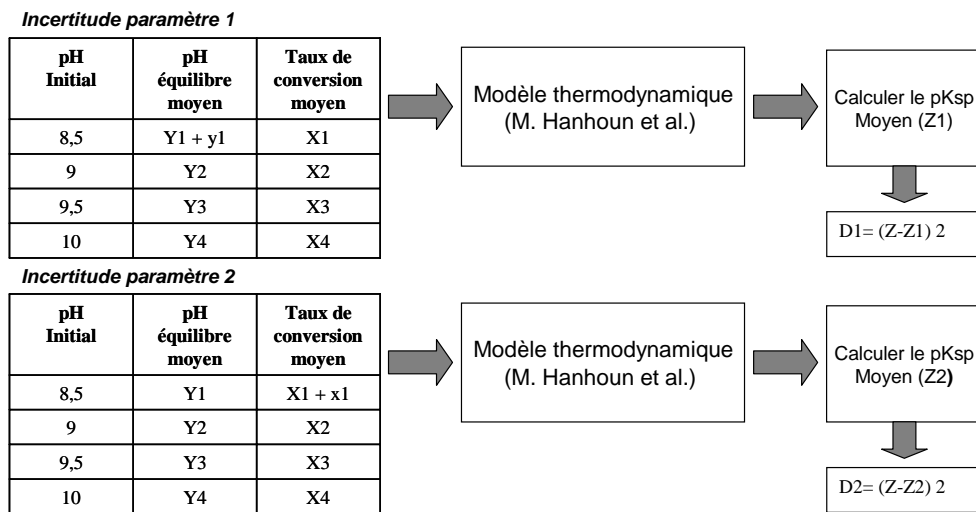 Incertitude paramètre 1
pH
Initial
pH
équilibre
moyen
Taux de
conversion
moyen
8,5
Y1 + y1
X1
9
Y2
X2
9,5
Y3
X3
10
Y4
X4
Modèle thermodynamique
(M. Hanhoun et al.)
Calculer le pKsp
Moyen (Z1)
D1= (Z-Z1) 2
Incertitude paramètre 2
pH
Initial
pH
équilibre
moyen
Taux de
conversion
moyen
8,5
Y1
X1 + x1
9
Y2
X2
9,5
Y3
X3
10
Y4
X4
Modèle thermodynamique
(M. Hanhoun et al.)
Calculer le pKsp
Moyen (Z2)
D2= (Z-Z2) 2